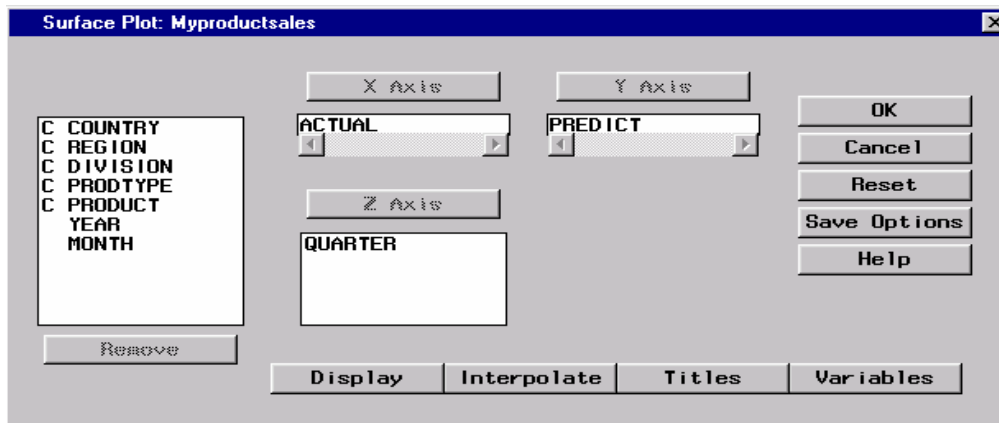 Surface Plot: Myproductsales
X Axis
Y Axis
C COUNTRY
C REGION
C DIVISION
C PRODTYPE
C PRODUCT
YEAR
MONTH
ACTUAL
PREDICT
Z Axis
QUARTER
OK
Cancel
Reset
Save Options
Help
Remove
Display
Interpolate
Titles
Variables